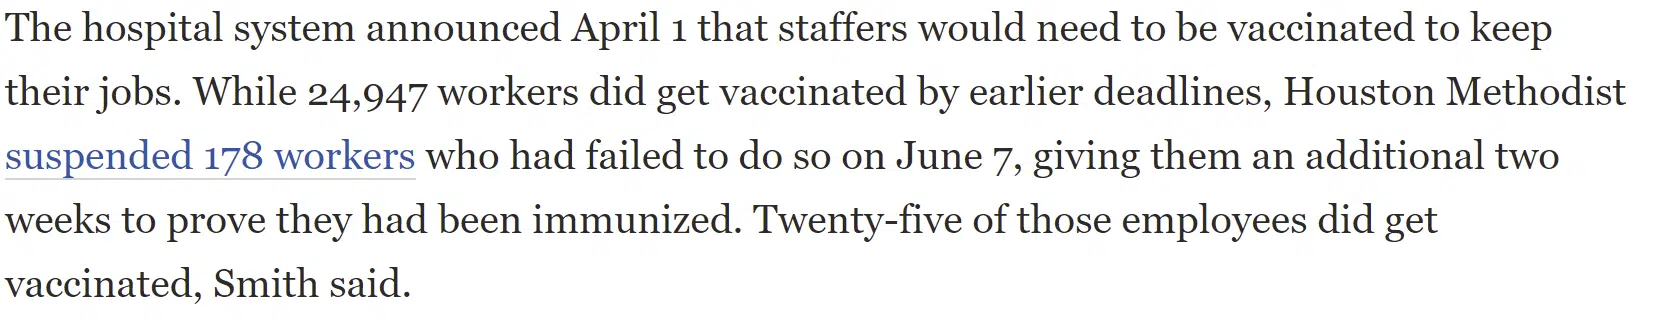 The hospital system announced April 1 that staffers would need to be vaccinated to keep
their jobs. While 24,947 workers did get vaccinated by earlier deadlines, Houston Methodist
suspended 178 workers who had failed to do so on June 7, giving them an additional two
weeks to prove they had been immunized. Twenty-five of those employees did get
vaccinated, Smith said.